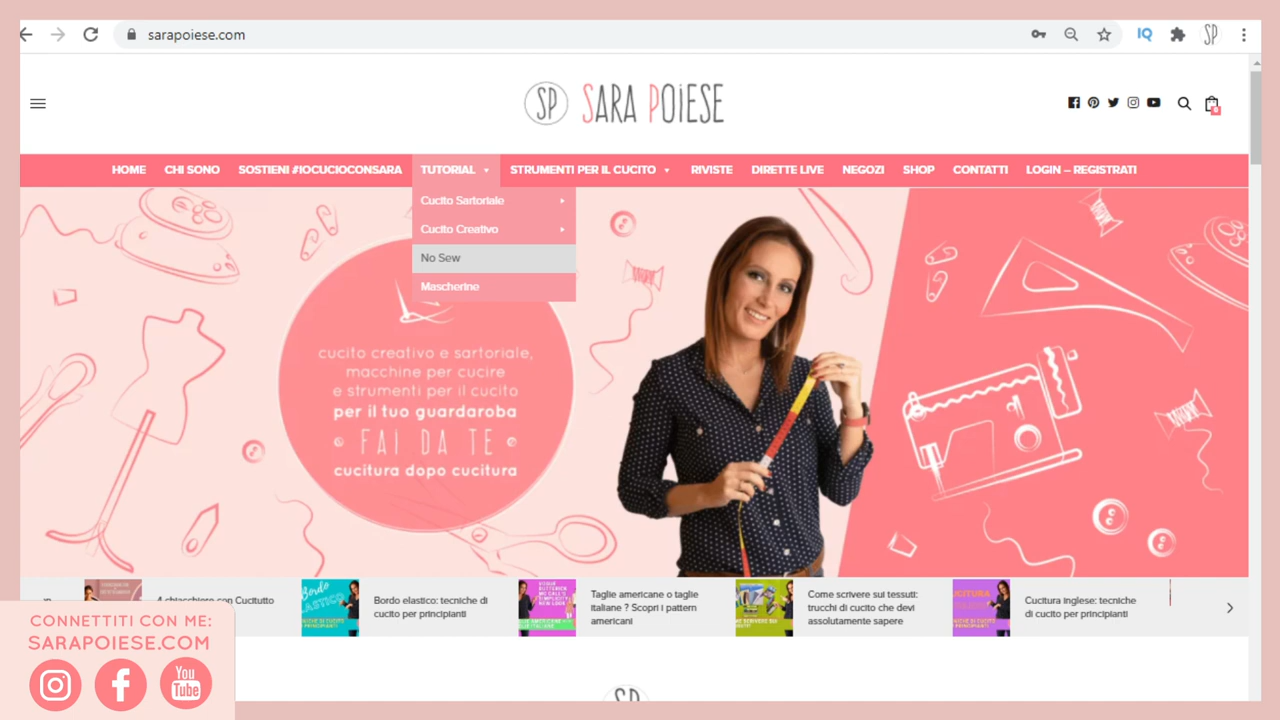 sarapoiese.com
IQ
SP
SP SARA POIESE
0
HOME CHI SONO SOSTIENI #IOCUCIOCONSARA TUTORIAL STRUMENTI PER IL CUCITO RIVISTE DIRETTE LIVE NEGOZI SHOP CONTATTI LOGIN – REGISTRATI
Cucito Sartoriale
Cucito Creativo
No Sew
Mascherine
cucito creativo e sartoriale,
macchine per cucire
e strumenti per il cucito
per il tuo guardaroba
FAI DA TE
cucitura dopo cucitura
4 chiacchiere con Cucitutto
Bordo elastico: tecniche di
cucito per principianti
Taglie americane o taglie
italiane ? Scopri i pattern
americani
Come scrivere sui tessuti:
trucchi di cucito che devi
assolutamente sapere
Cucitura inglese: tecniche
di cucito per principianti
CONNETTITI CON ME:
SARAPOIESE.COM
You
Tube
SP